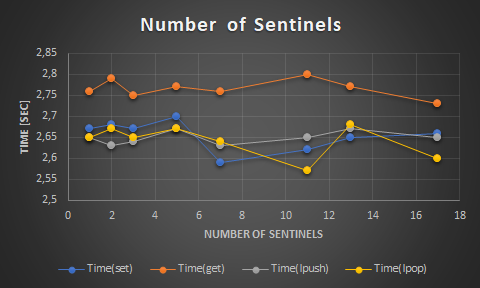 Number of Sentinels
2,85
2,8
2,75
2,7
2,65
2,6
2,55
2,5
TIME [SEC]
0 2 4 6 8 10 12 14 16 18
NUMBER OF SENTINELS
Time(set) Time(get) Time(lpush) Time(lpop)